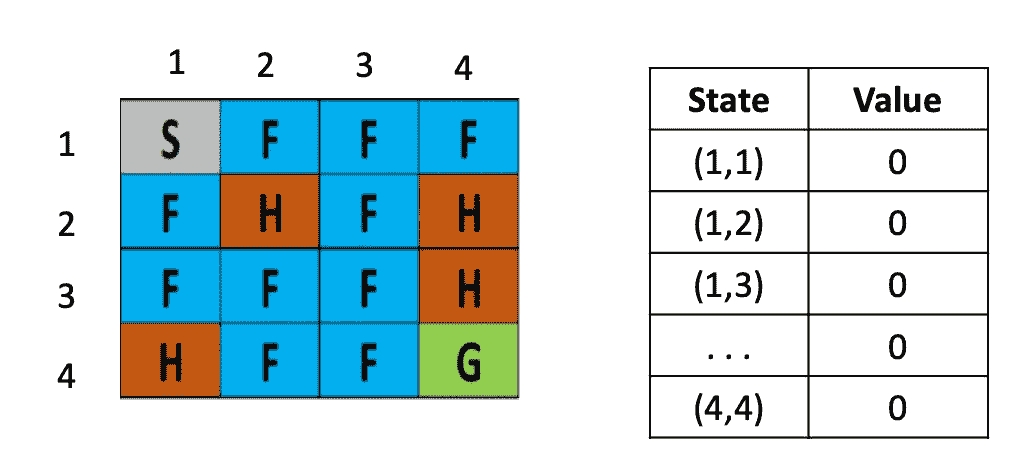 1 2 3 4
1 S F F F
2 F H F H
3 F F F H
4 H F F G
State Value
(1,1) 0
(1,2) 0
(1,3) 0
... 0
(4,4) 0